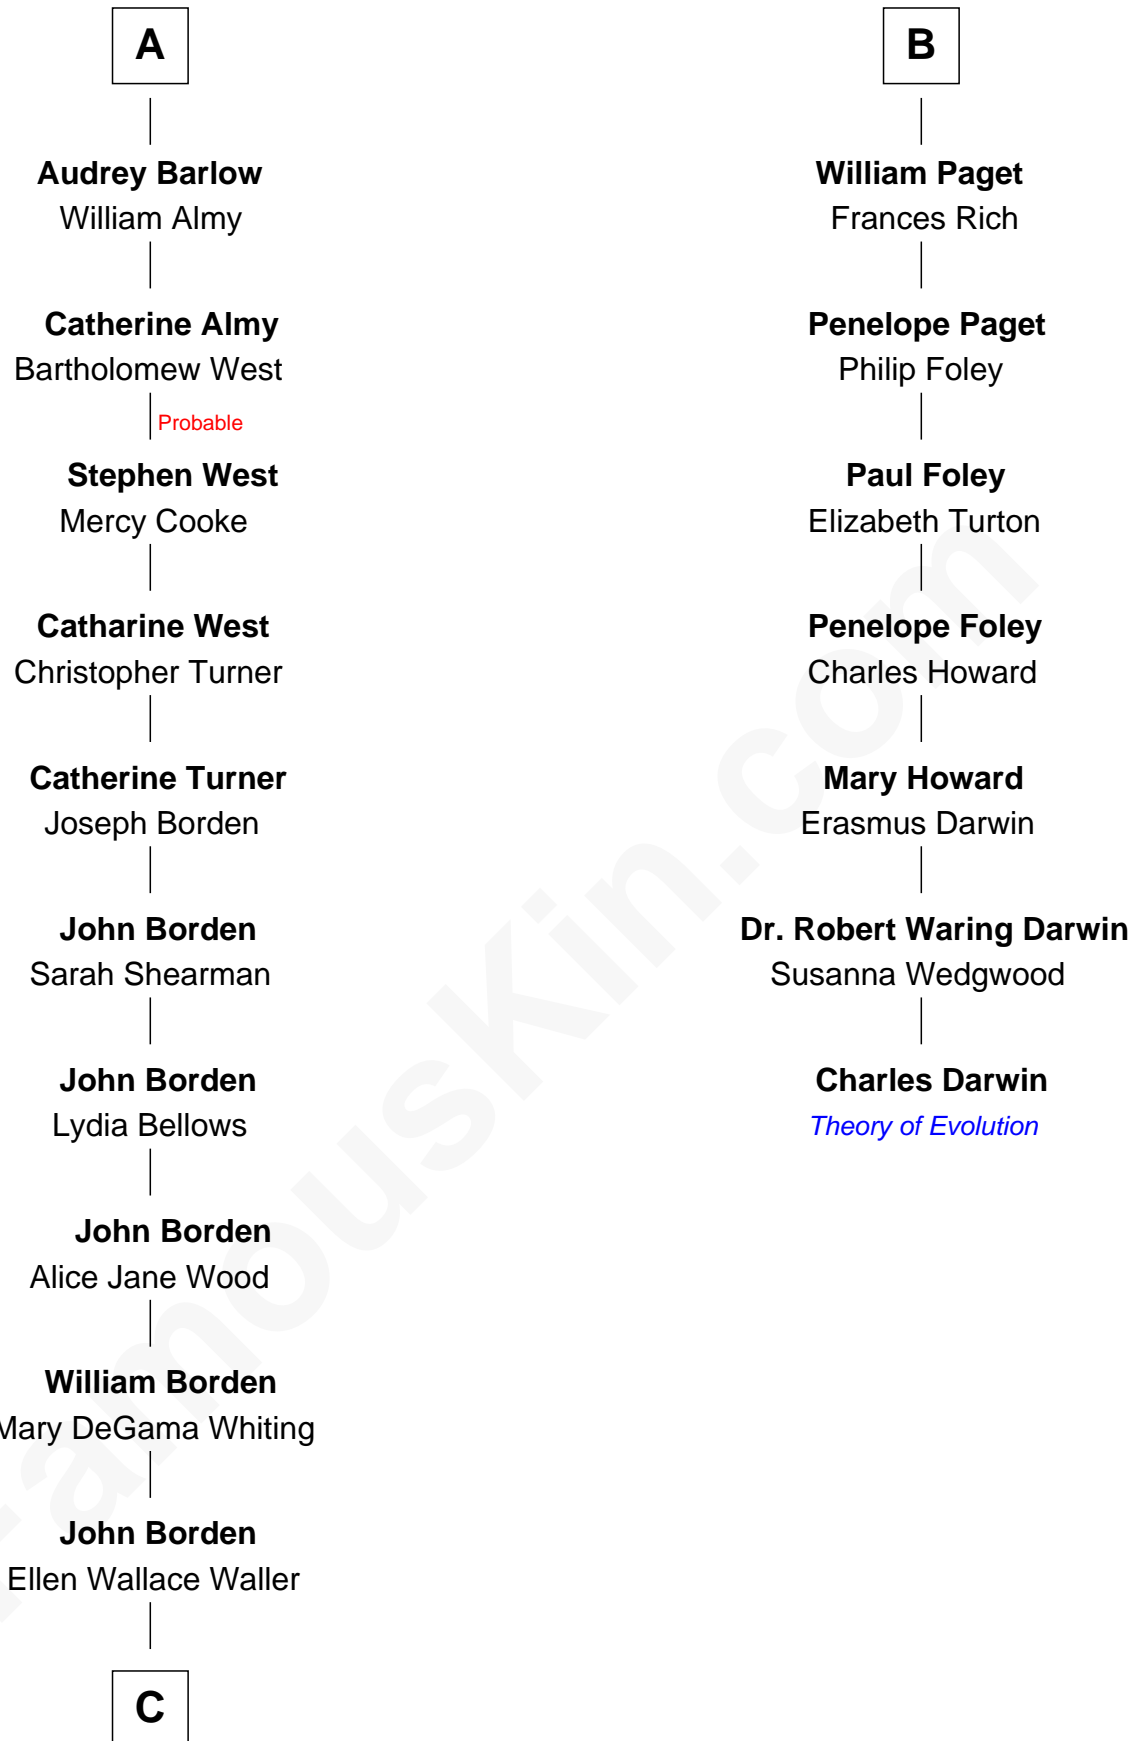 A
Audrey Barlow
William Almy
Catherine Almy
Bartholomew West
Probable
Stephen West
Mercy Cooke
Catharine West
Christopher Turner
Catherine Turner
Joseph Borden
John Borden
Sarah Shearman
John Borden
Lydia Bellows
John Borden
Alice Jane Wood
William Borden
Mary DeGama Whiting
John Borden
Ellen Wallace Waller
C
B
William Paget
Frances Rich
Penelope Paget
Philip Foley
Paul Foley
Elizabeth Turton
Penelope Foley
Charles Howard
Mary Howard
Erasmus Darwin
Dr. Robert Waring Darwin
Susanna Wedgwood
Charles Darwin
Theory of Evolution
FamousKin.com